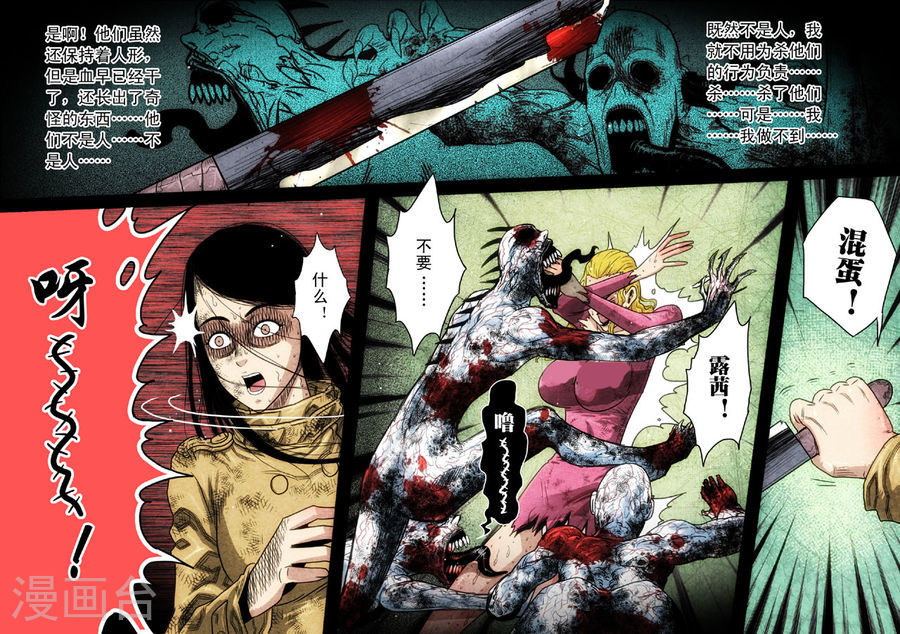 既然不是人，我
就不用为杀他们
的行为负责……
杀……杀了他们
……可是……我
……我做不到……
是啊！他们虽然
还保持着人形，
但是血早已经干
了，还长出了奇
怪的东西……他
们不是人……不
是人……
混蛋！
露茜！
不要……
噜
什么！
呀
！
漫画台